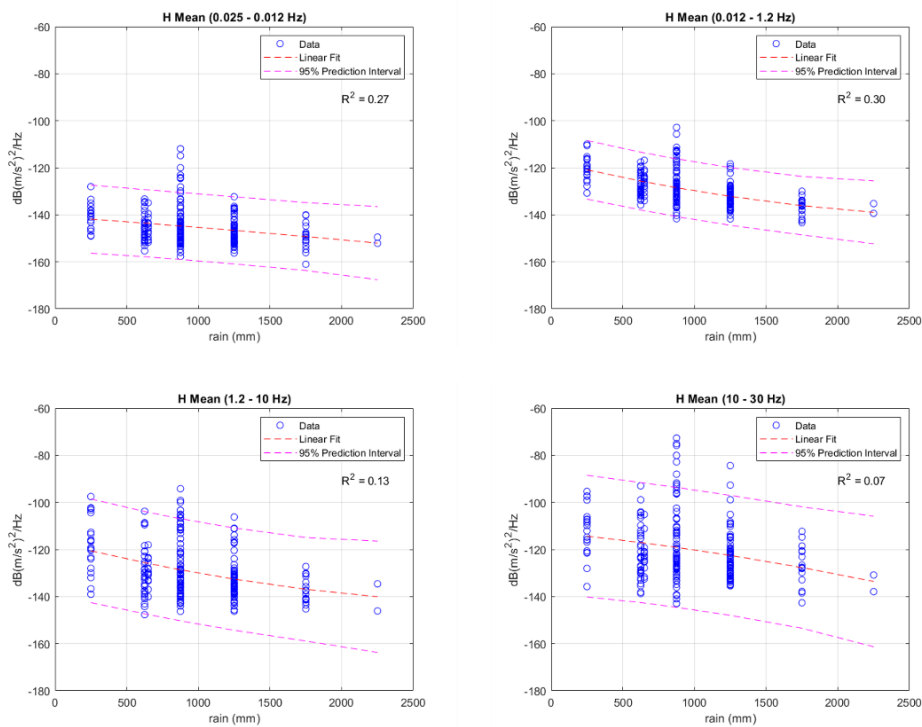 H Mean (0.025 - 0.012 Hz)
-60
-80
-100
-120
-140
-160
-180
dB(m/s²)²/Hz
0 500 1000 1500 2000 2500
rain (mm)
Data
Linear Fit
95% Prediction Interval
R² = 0.27
H Mean (0.012 - 1.2 Hz)
-60
-80
-100
-120
-140
-160
-180
dB(m/s²)²/Hz
0 500 1000 1500 2000 2500
rain (mm)
Data
Linear Fit
95% Prediction Interval
R² = 0.30
H Mean (1.2 - 10 Hz)
-60
-80
-100
-120
-140
-160
-180
dB(m/s²)²/Hz
0 500 1000 1500 2000 2500
rain (mm)
Data
Linear Fit
95% Prediction Interval
R² = 0.13
H Mean (10 - 30 Hz)
-60
-80
-100
-120
-140
-160
-180
dB(m/s²)²/Hz
0 500 1000 1500 2000 2500
rain (mm)
Data
Linear Fit
95% Prediction Interval
R² = 0.07